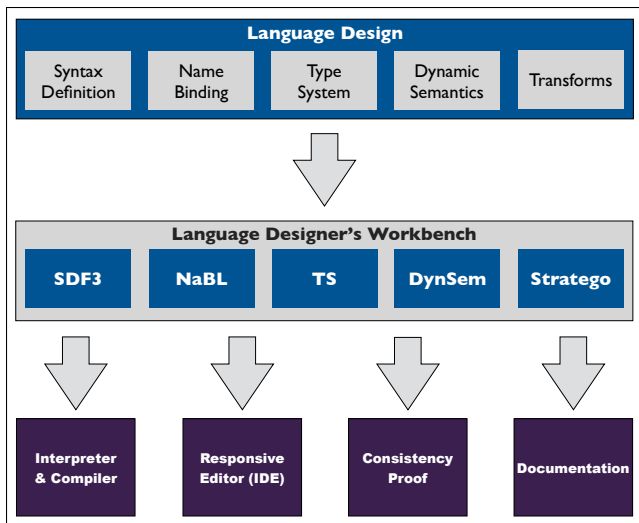 Language Design
Syntax
Definition
Name
Binding
Type
System
Dynamic
Semantics
Transforms
Language Designer's Workbench
SDF3
NaBL
TS
DynSem
Stratego
Interpreter
& Compiler
Responsive
Editor (IDE)
Consistency
Proof
Documentation